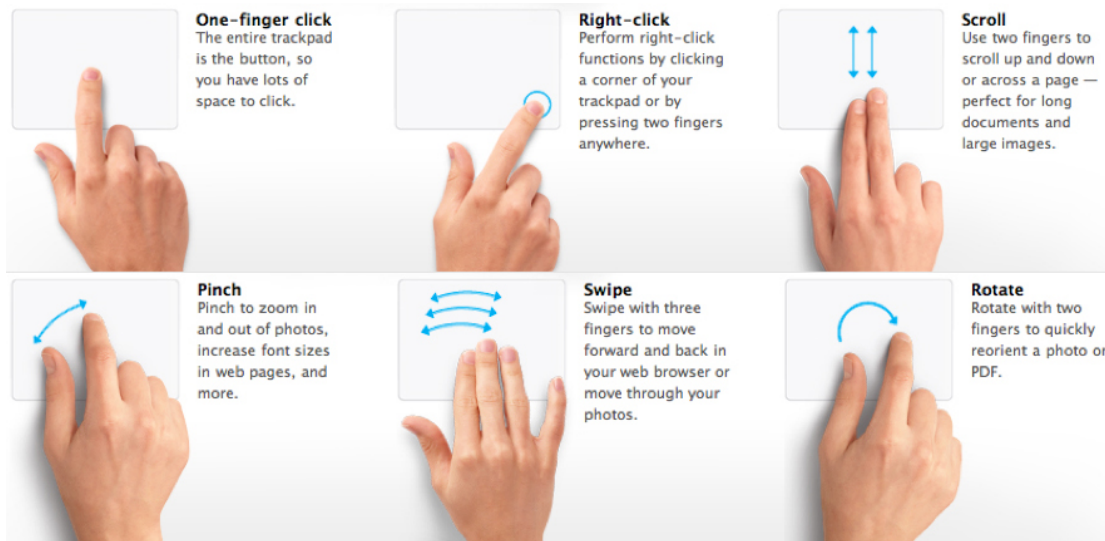 One-finger click
The entire trackpad
is the button, so
you have lots of
space to click.
Right-click
Perform right-click
functions by clicking
a corner of your
trackpad or by
pressing two fingers
anywhere.
Scroll
Use two fingers to
scroll up and down
or across a page —
perfect for long
documents and
large images.
Pinch
Pinch to zoom in
and out of photos,
increase font sizes
in web pages, and
more.
Swipe
Swipe with three
fingers to move
forward and back in
your web browser or
move through your
photos.
Rotate
Rotate with two
fingers to quickly
reorient a photo or
PDF.